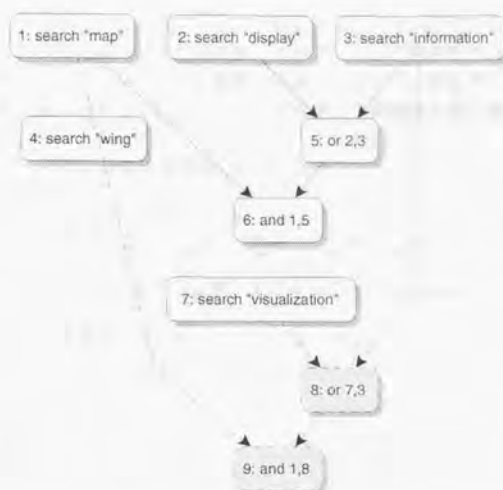 1: search "map"
2: search "display"
3: search "information"
4: search "wing"
5: or 2,3
6: and 1,5
7: search "visualization"
8: or 7,3
9: and 1,8